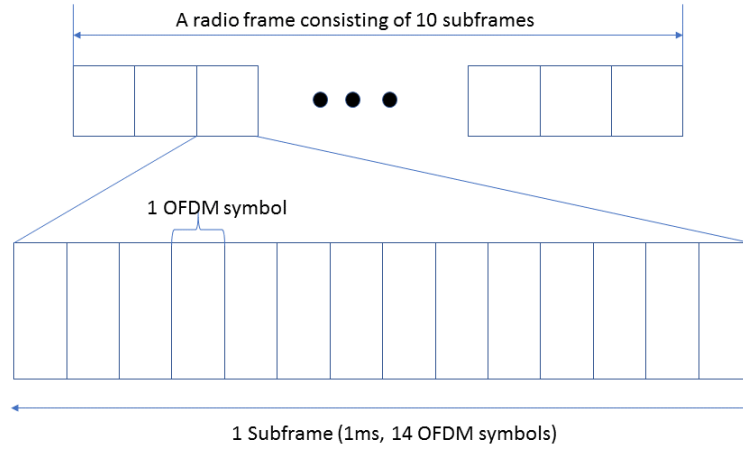 A radio frame consisting of 10 subframes
1 OFDM symbol
1 Subframe (1ms, 14 OFDM symbols)